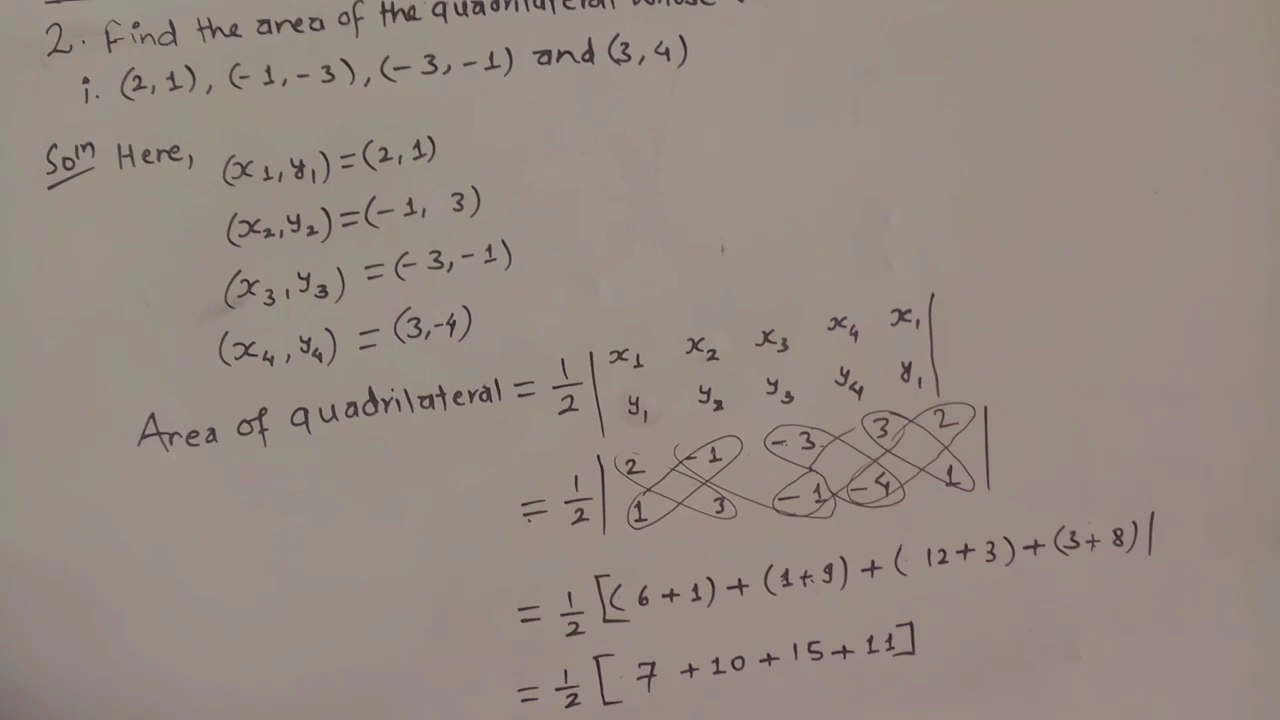 2. Find the area of the quadrilateral whose
i. (2, 1), (-1, -3), (-3, -1) and (3, 4)
Soln Here, (x1, y1) = (2, 1)
(x2, y2) = (-1, 3)
(x3, y3) = (-3, -1)
(x4, y4) = (3, -4)
Area of quadrilateral = 1/2 | x1 x2 x3 x4 x1 |
y1 y2 y3 y4 y1
= 1/2 | 2 -1 -3 3 2 |
1 3 -1 -4 1
= 1/2 [(6 + 1) + (1 + 9) + (12 + 3) + (3 + 8)|
= 1/2 [7 + 10 + 15 + 11]